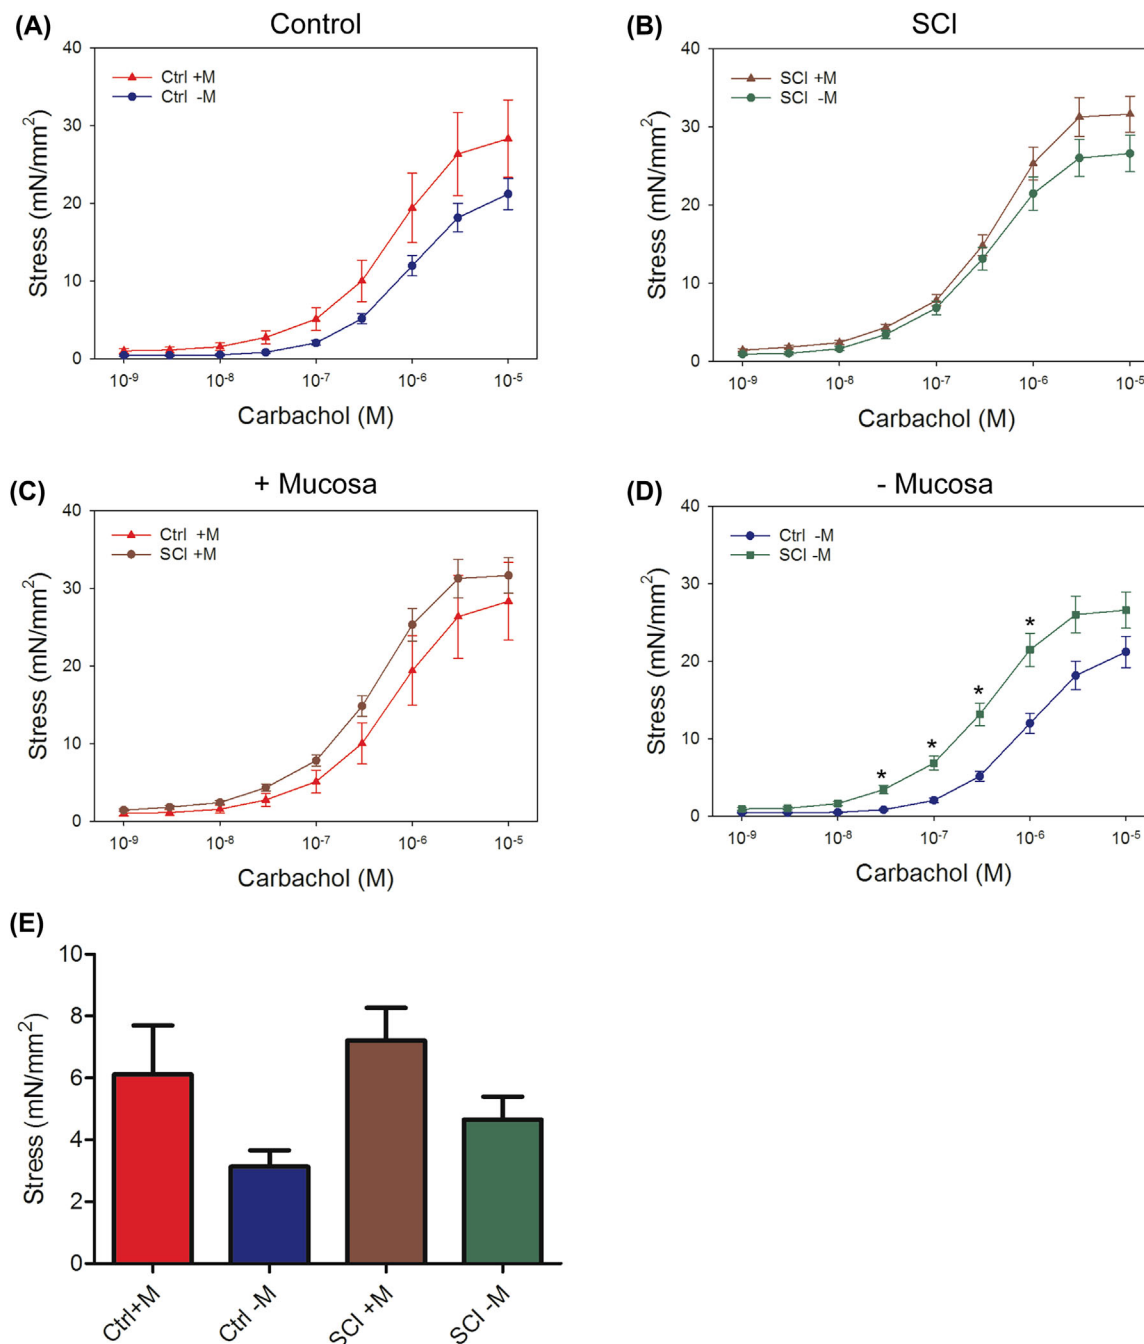 (A)
Control
40
30
20
10
0
Stress (mN/mm²)
Ctrl +M
Ctrl -M
10⁻⁹
10⁻⁸
10⁻⁷
10⁻⁶
10⁻⁵
Carbachol (M)
(B)
SCI
40
30
20
10
0
Stress (mN/mm²)
SCI +M
SCI -M
10⁻⁹
10⁻⁸
10⁻⁷
10⁻⁶
10⁻⁵
Carbachol (M)
(C)
+ Mucosa
40
30
20
10
0
Stress (mN/mm²)
Ctrl +M
SCI +M
10⁻⁹
10⁻⁸
10⁻⁷
10⁻⁶
10⁻⁵
Carbachol (M)
(D)
- Mucosa
40
30
20
10
0
Stress (mN/mm²)
Ctrl -M
SCI -M
*
*
*
*
10⁻⁹
10⁻⁸
10⁻⁷
10⁻⁶
10⁻⁵
Carbachol (M)
(E)
10
8
6
4
2
0
Stress (mN/mm²)
Ctrl+M
Ctrl -M
SCI +M
SCI -M